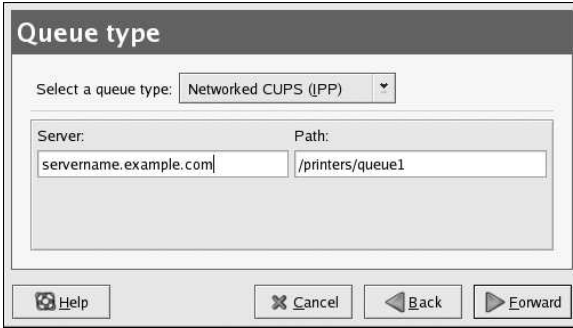 Queue type
Select a queue type: Networked CUPS (IPP)
Server: Path:
servername.example.com /printers/queue1
Help Cancel Back Forward